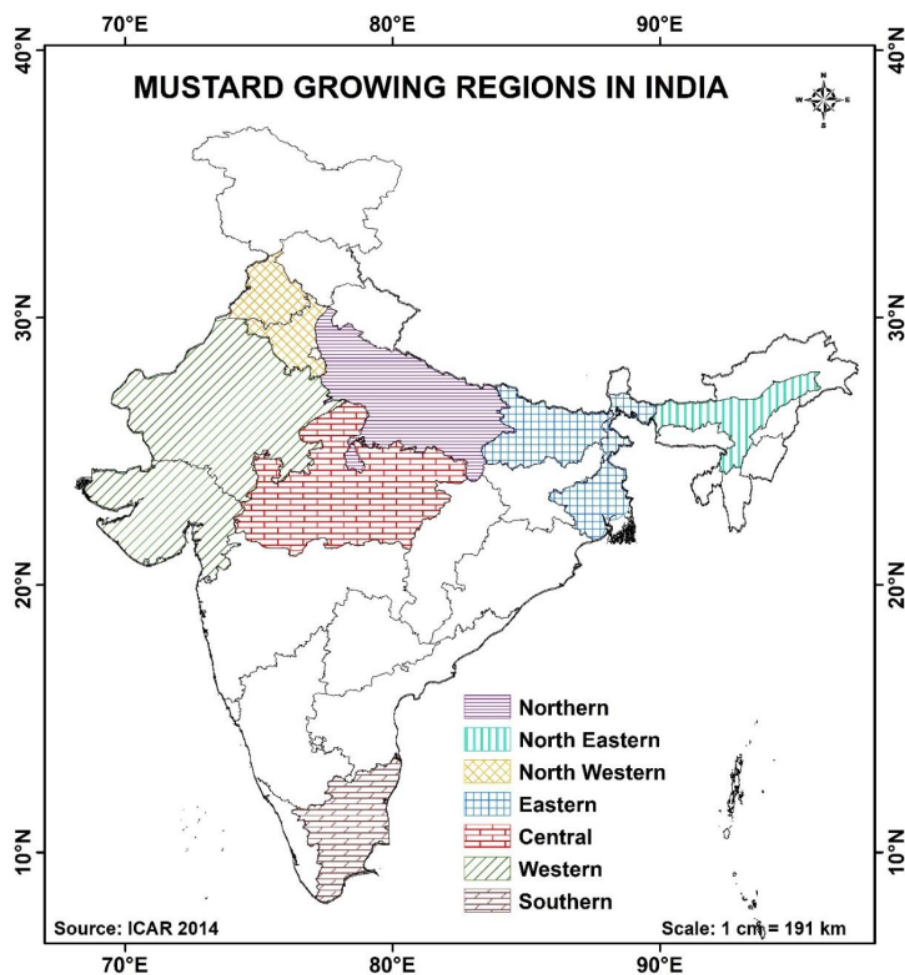 70°E 80°E 90°E
40°N 40°N
MUSTARD GROWING REGIONS IN INDIA
N
W E
S
30°N 30°N
20°N 20°N
Northern
North Eastern
North Western
Eastern
Central
10°N 10°N
Western
Southern
Source: ICAR 2014 Scale: 1 cm = 191 km
70°E 80°E 90°E